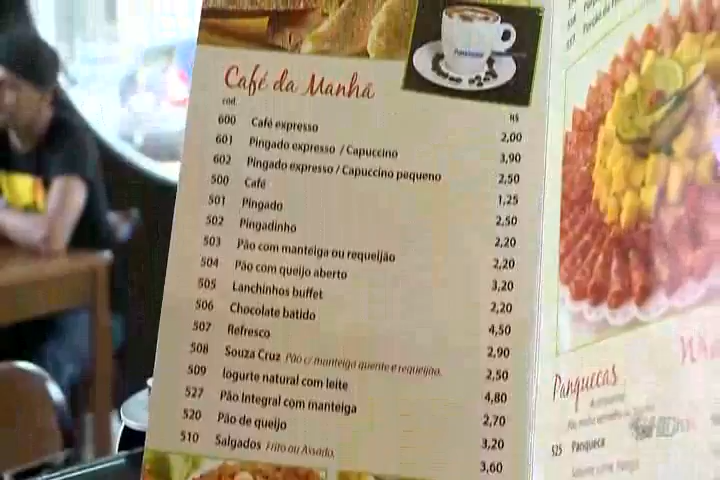 Café da Manhã
cod. R$
600 Café expresso 2,00
601 Pingado expresso / Capuccino 3,90
602 Pingado expresso / Capuccino pequeno 2,50
500 Café 1,25
501 Pingado 2,50
502 Pingadinho 2,20
503 Pão com manteiga ou requeijão 2,20
504 Pão com queijo aberto 3,20
505 Lanchinhos buffet 2,20
506 Chocolate batido 4,50
507 Refresco 2,90
508 Souza Cruz Pão c/ manteiga quente e requeijão. 2,50
509 Iogurte natural com leite 4,80
527 Pão Integral com manteiga 2,70
520 Pão de queijo 3,20
510 Salgados Frito ou Assado. 3,60
Panquecas
525 Panqueca